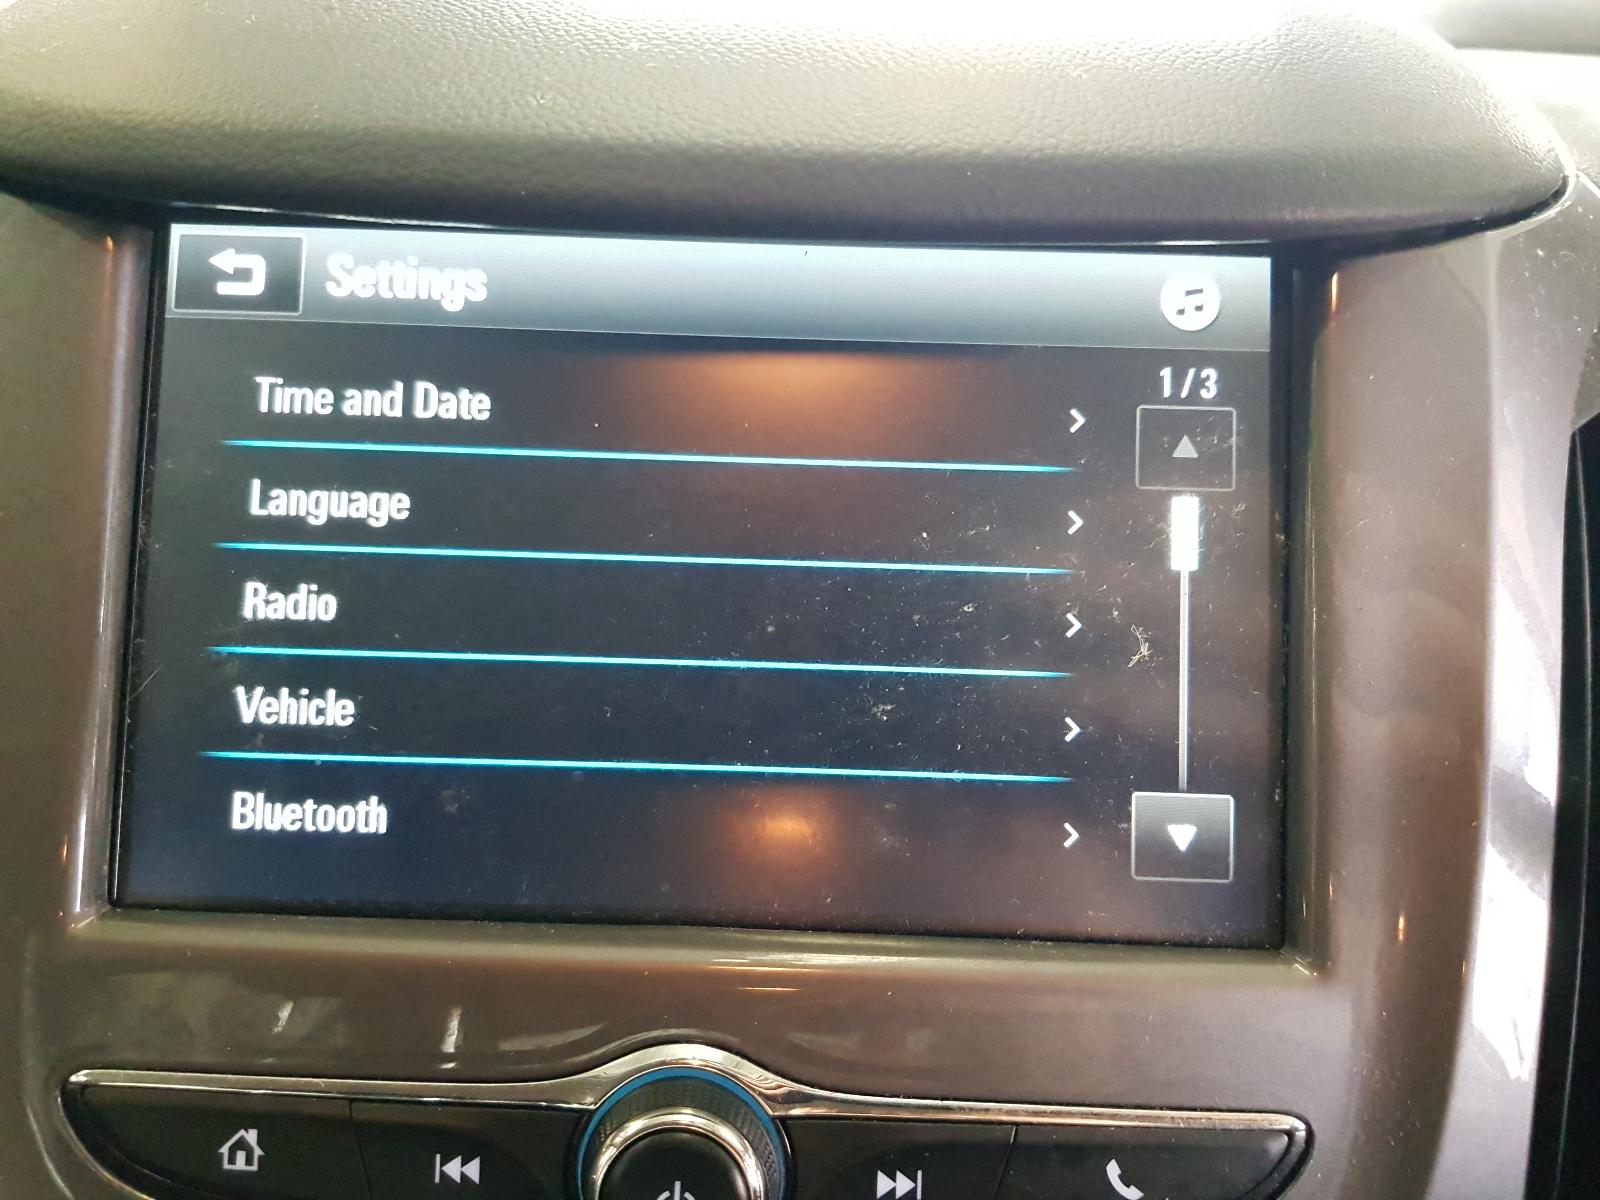 Settings
1/3
Time and Date
Language
Radio
Vehicle
Bluetooth